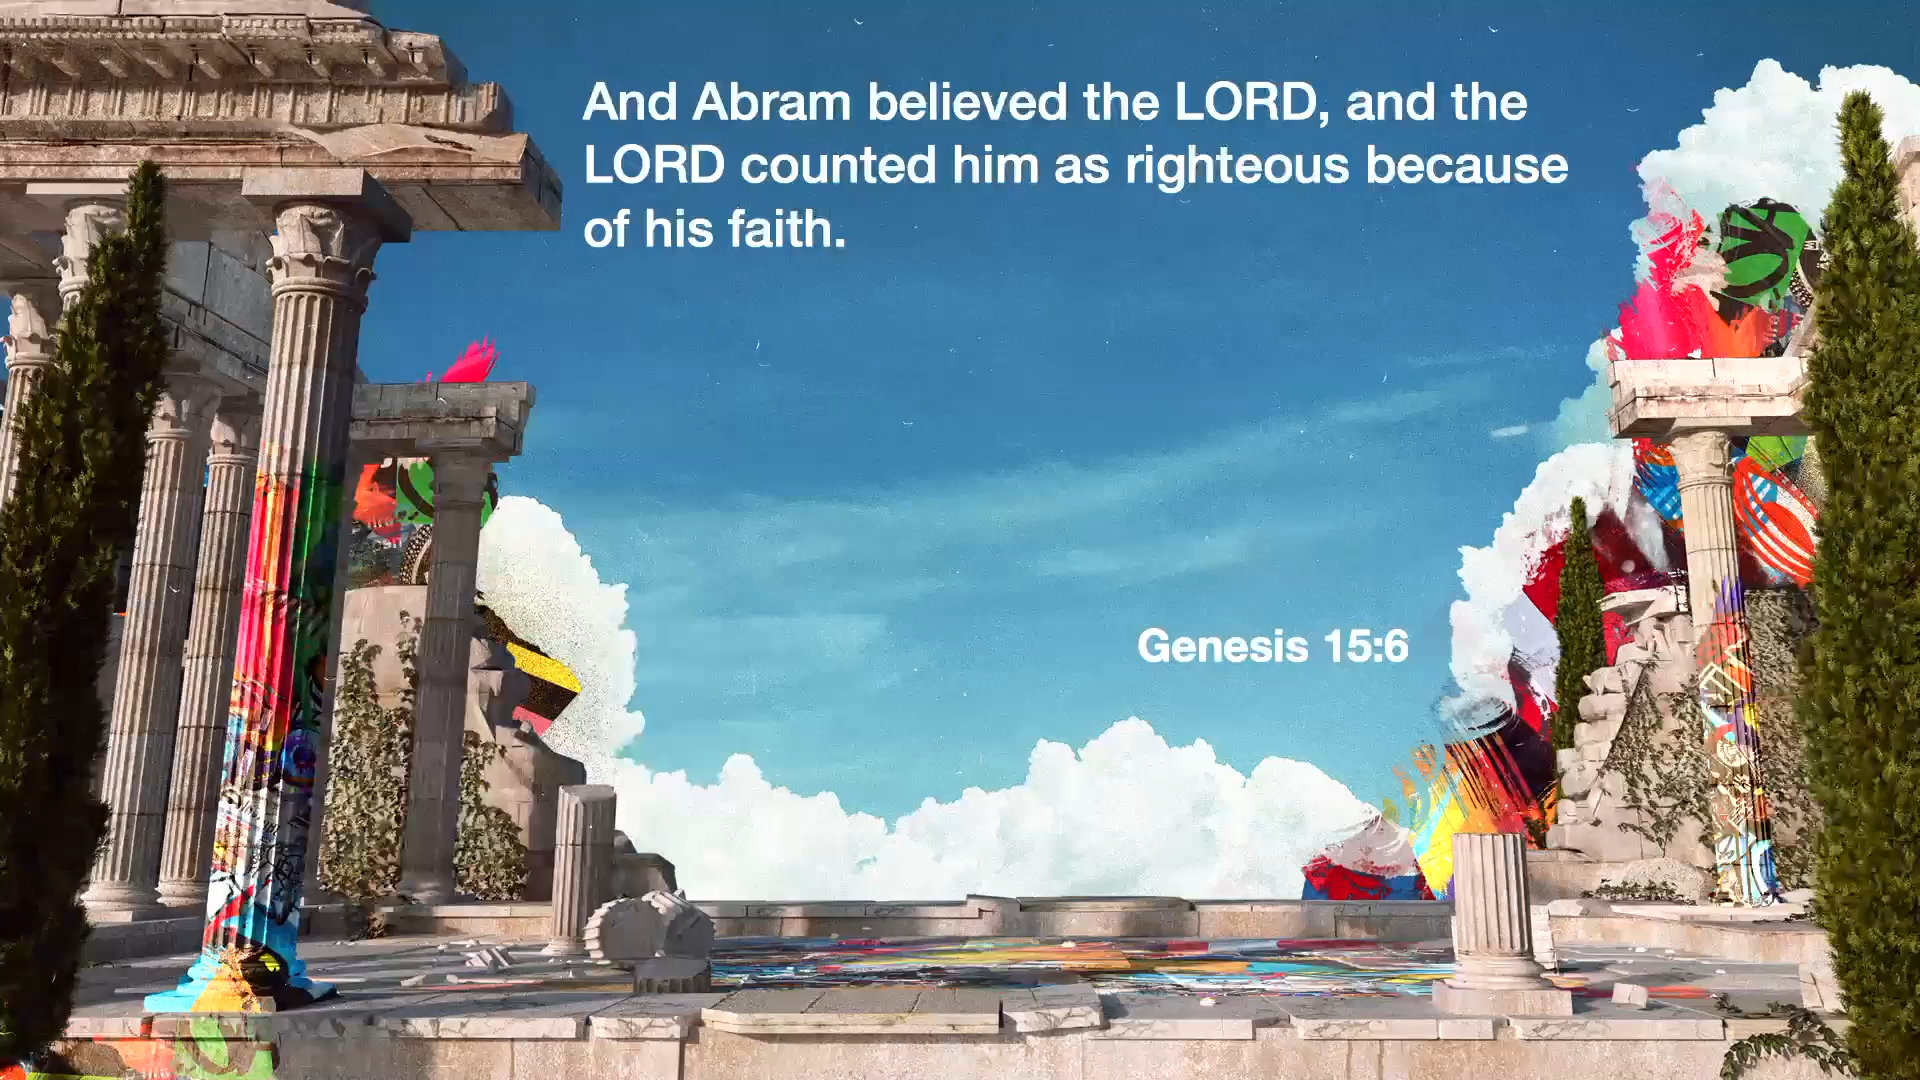 And Abram believed the LORD, and the
LORD counted him as righteous because
of his faith.
Genesis 15:6